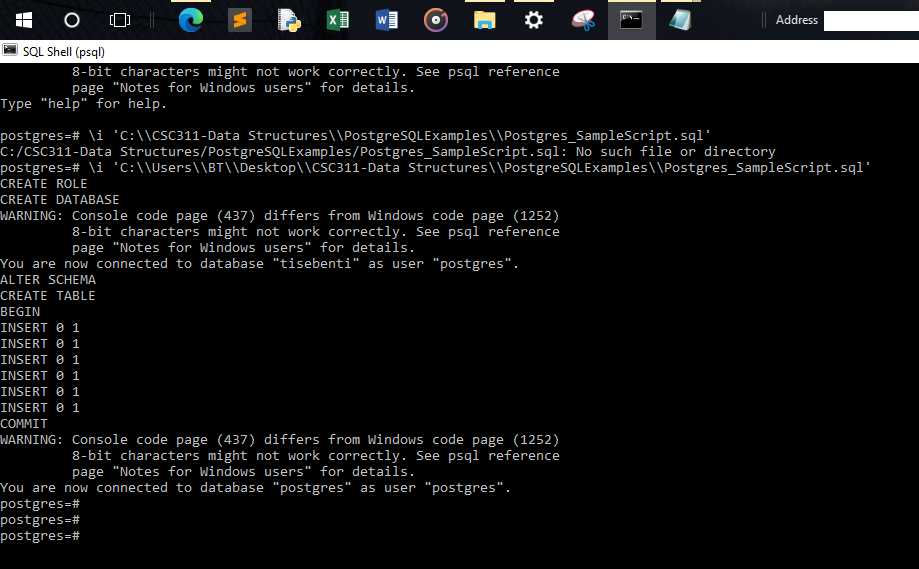 Address
SQL Shell (psql)
        8-bit characters might not work correctly. See psql reference
        page "Notes for Windows users" for details.
Type "help" for help.

postgres=# \i 'C:\\CSC311-Data Structures\\PostgreSQLExamples\\Postgres_SampleScript.sql'
C:/CSC311-Data Structures/PostgreSQLExamples/Postgres_SampleScript.sql: No such file or directory
postgres=# \i 'C:\\Users\\BT\\Desktop\\CSC311-Data Structures\\PostgreSQLExamples\\Postgres_SampleScript.sql'
CREATE ROLE
CREATE DATABASE
WARNING: Console code page (437) differs from Windows code page (1252)
        8-bit characters might not work correctly. See psql reference
        page "Notes for Windows users" for details.
You are now connected to database "tisebenti" as user "postgres".
ALTER SCHEMA
CREATE TABLE
BEGIN
INSERT 0 1
INSERT 0 1
INSERT 0 1
INSERT 0 1
INSERT 0 1
INSERT 0 1
COMMIT
WARNING: Console code page (437) differs from Windows code page (1252)
        8-bit characters might not work correctly. See psql reference
        page "Notes for Windows users" for details.
You are now connected to database "postgres" as user "postgres".
postgres=#
postgres=#
postgres=#